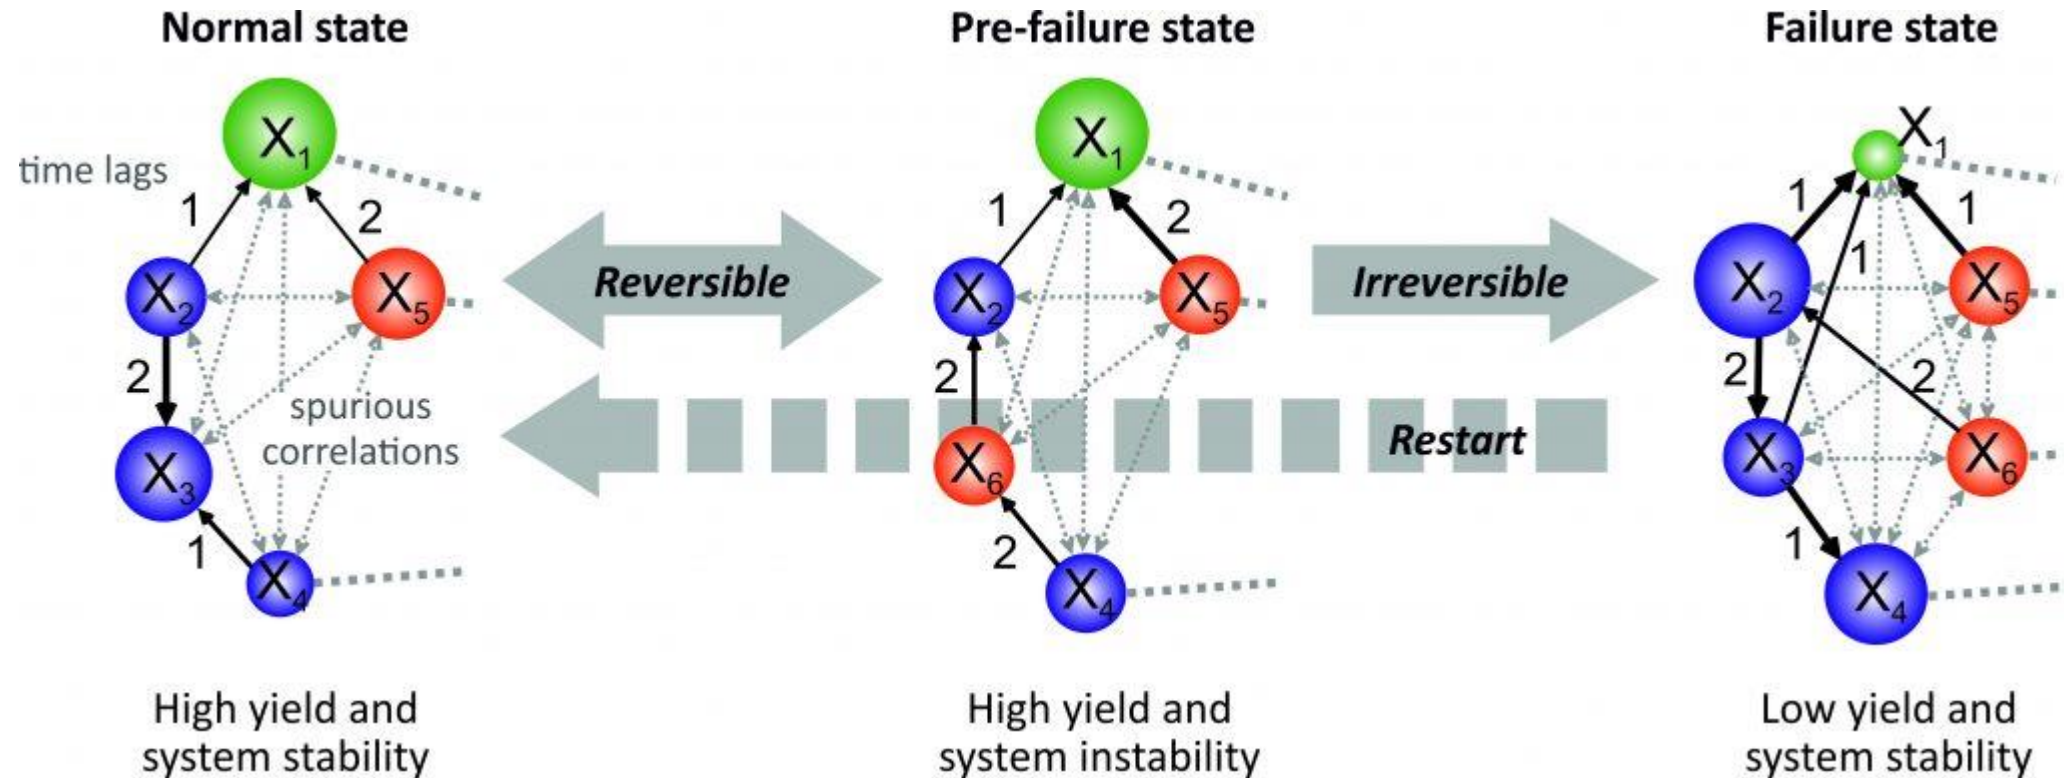 Normal state
Pre-failure state
Failure state
time lags
X1
1
2
X2
X5
2
spurious
correlations
X3
1
X4
High yield and
system stability
Reversible
X1
1
2
X2
X5
2
X6
2
X4
High yield and
system instability
Irreversible
Restart
X1
1
1
1
X2
X5
2
2
X3
X6
1
X4
Low yield and
system stability